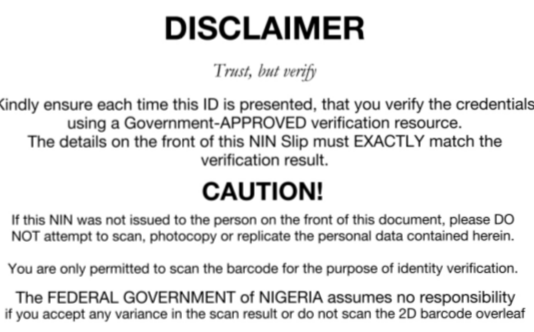 DISCLAIMER
Trust, but verify
Kindly ensure each time this ID is presented, that you verify the credentials
using a Government-APPROVED verification resource.
The details on the front of this NIN Slip must EXACTLY match the
verification result.
CAUTION!
If this NIN was not issued to the person on the front of this document, please DO
NOT attempt to scan, photocopy or replicate the personal data contained herein.
You are only permitted to scan the barcode for the purpose of identity verification.
The FEDERAL GOVERNMENT of NIGERIA assumes no responsibility
if you accept any variance in the scan result or do not scan the 2D barcode overleaf